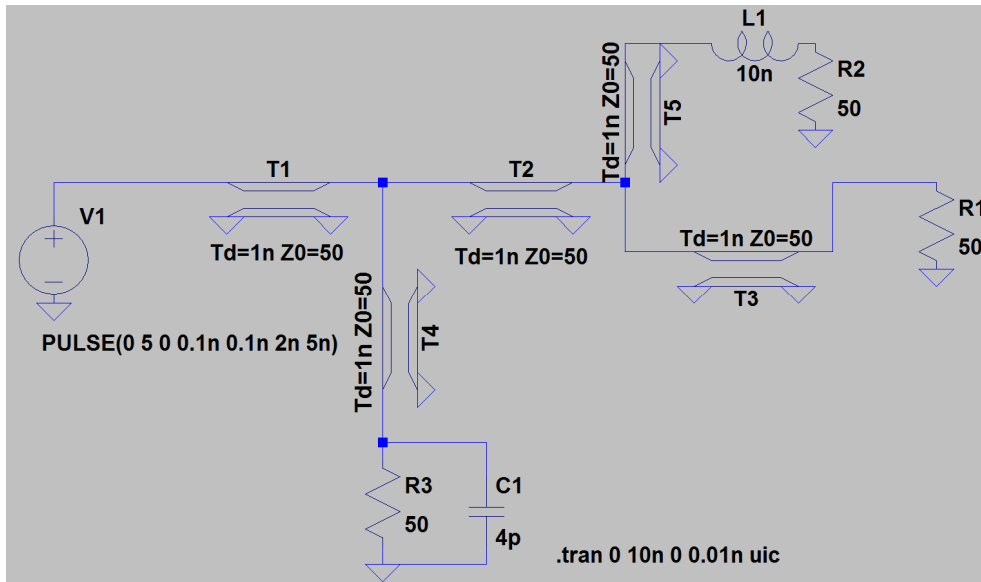 L1
10n
R2
50
Td=1n Z0=50
T5
T1
T2
V1
R1
50
Td=1n Z0=50
Td=1n Z0=50
Td=1n Z0=50
T3
Td=1n Z0=50
T4
PULSE(0 5 0 0.1n 0.1n 2n 5n)
R3
50
C1
4p
.tran 0 10n 0 0.01n uic